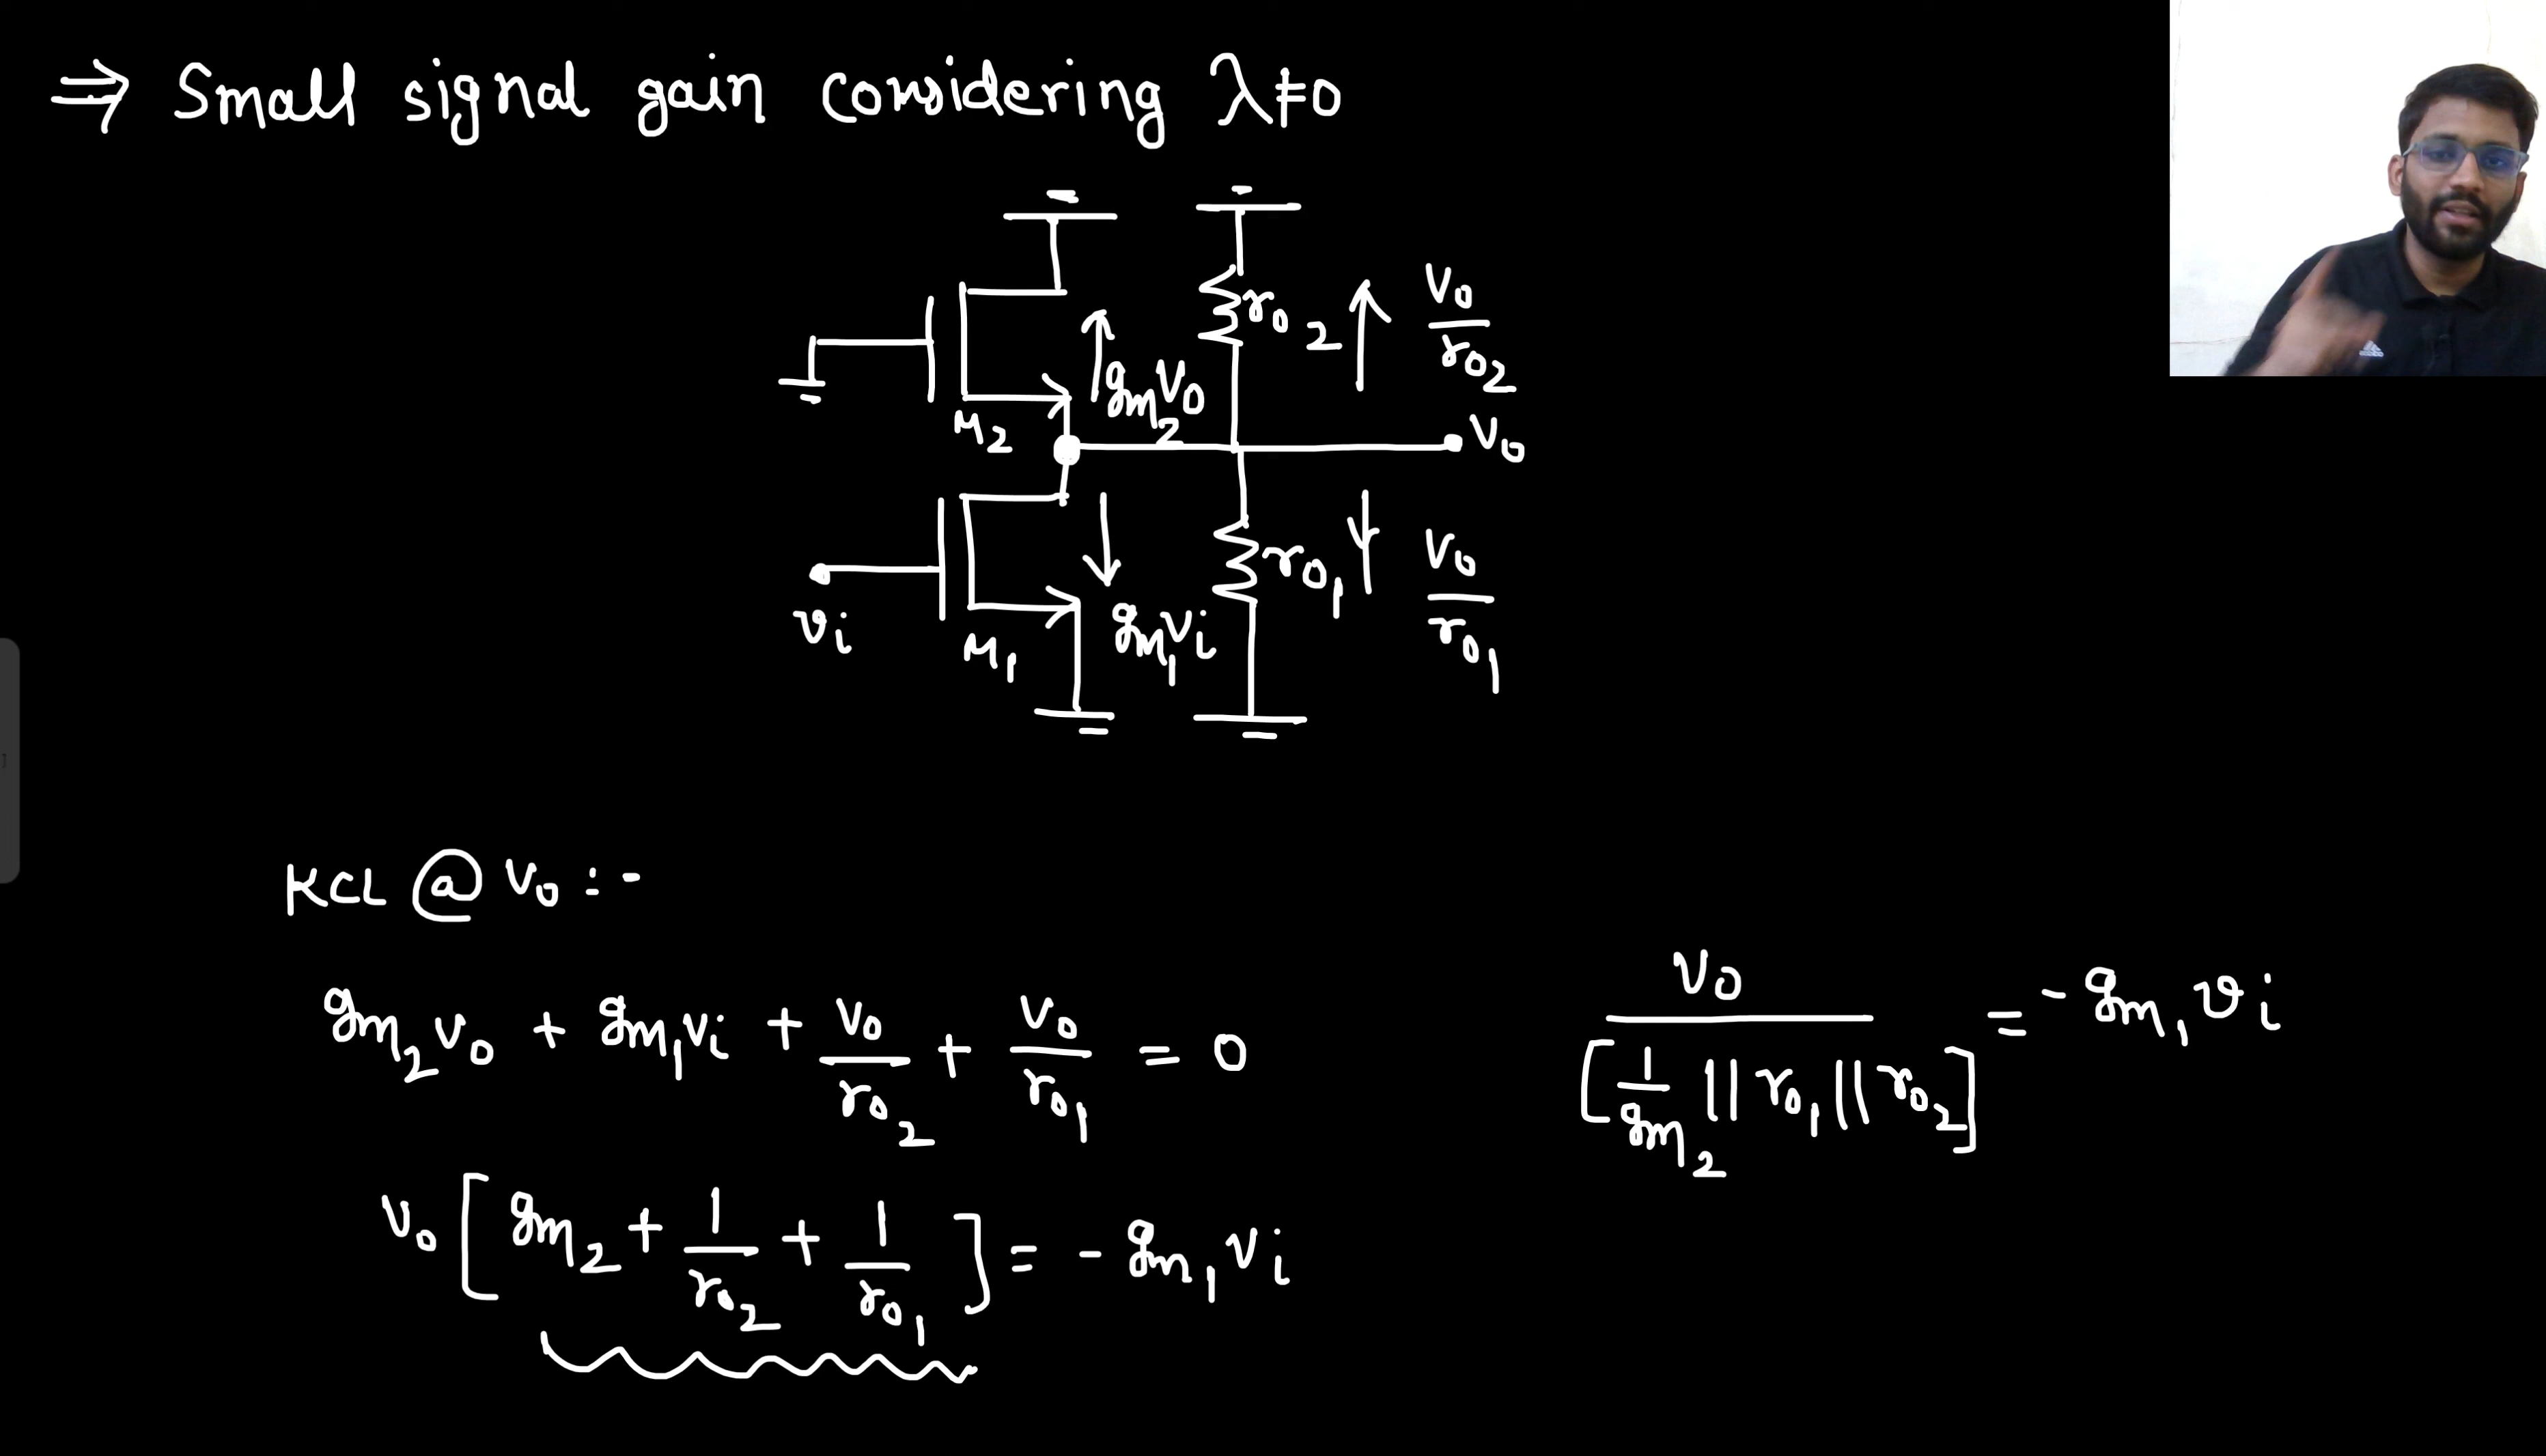 ⇒ Small signal gain considering λ≠0
r₀₂
V₀/r₀₂
gm₂V₀
M₂
V₀
r₀₁
V₀/r₀₁
vi
M₁
gm₁Vi
KCL @ V₀ :-
gm₂V₀ + gm₁Vi + V₀/r₀₂ + V₀/r₀₁ = 0
V₀/[1/gm₂ || r₀₁ || r₀₂] = -gm₁vi
V₀ [gm₂ + 1/r₀₂ + 1/r₀₁] = - gm₁Vi